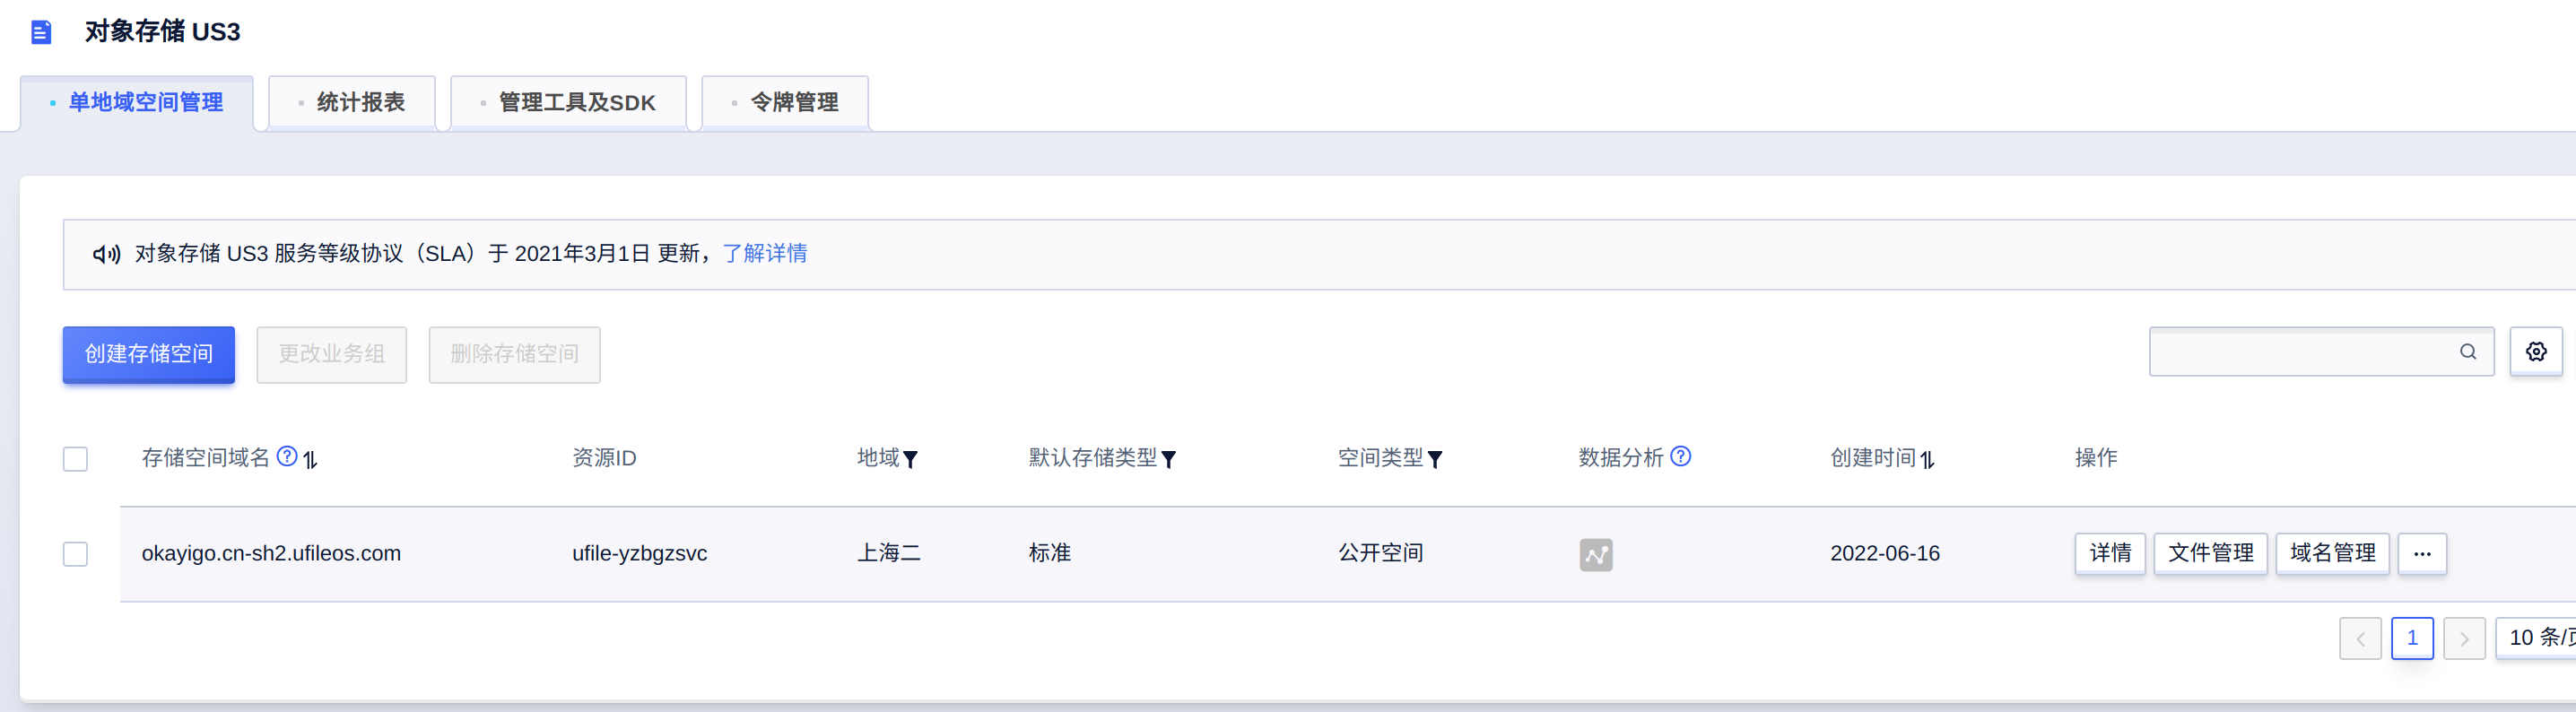 对象存储 US3
单地域空间管理 统计报表 管理工具及SDK 令牌管理
对象存储 US3 服务等级协议（SLA）于 2021年3月1日 更新，了解详情
创建存储空间 更改业务组 删除存储空间
存储空间域名 资源ID 地域 默认存储类型 空间类型 数据分析 创建时间 操作
okayigo.cn-sh2.ufileos.com ufile-yzbgzsvc 上海二 标准 公开空间 2022-06-16 详情 文件管理 域名管理 ···
1 10 条/